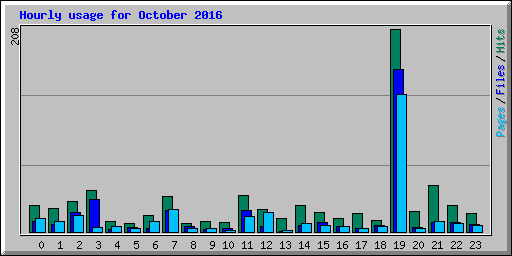 Hourly usage for October 2016
208
Pages / Files / Hits
0 1 2 3 4 5 6 7 8 9 10 11 12 13 14 15 16 17 18 19 20 21 22 23